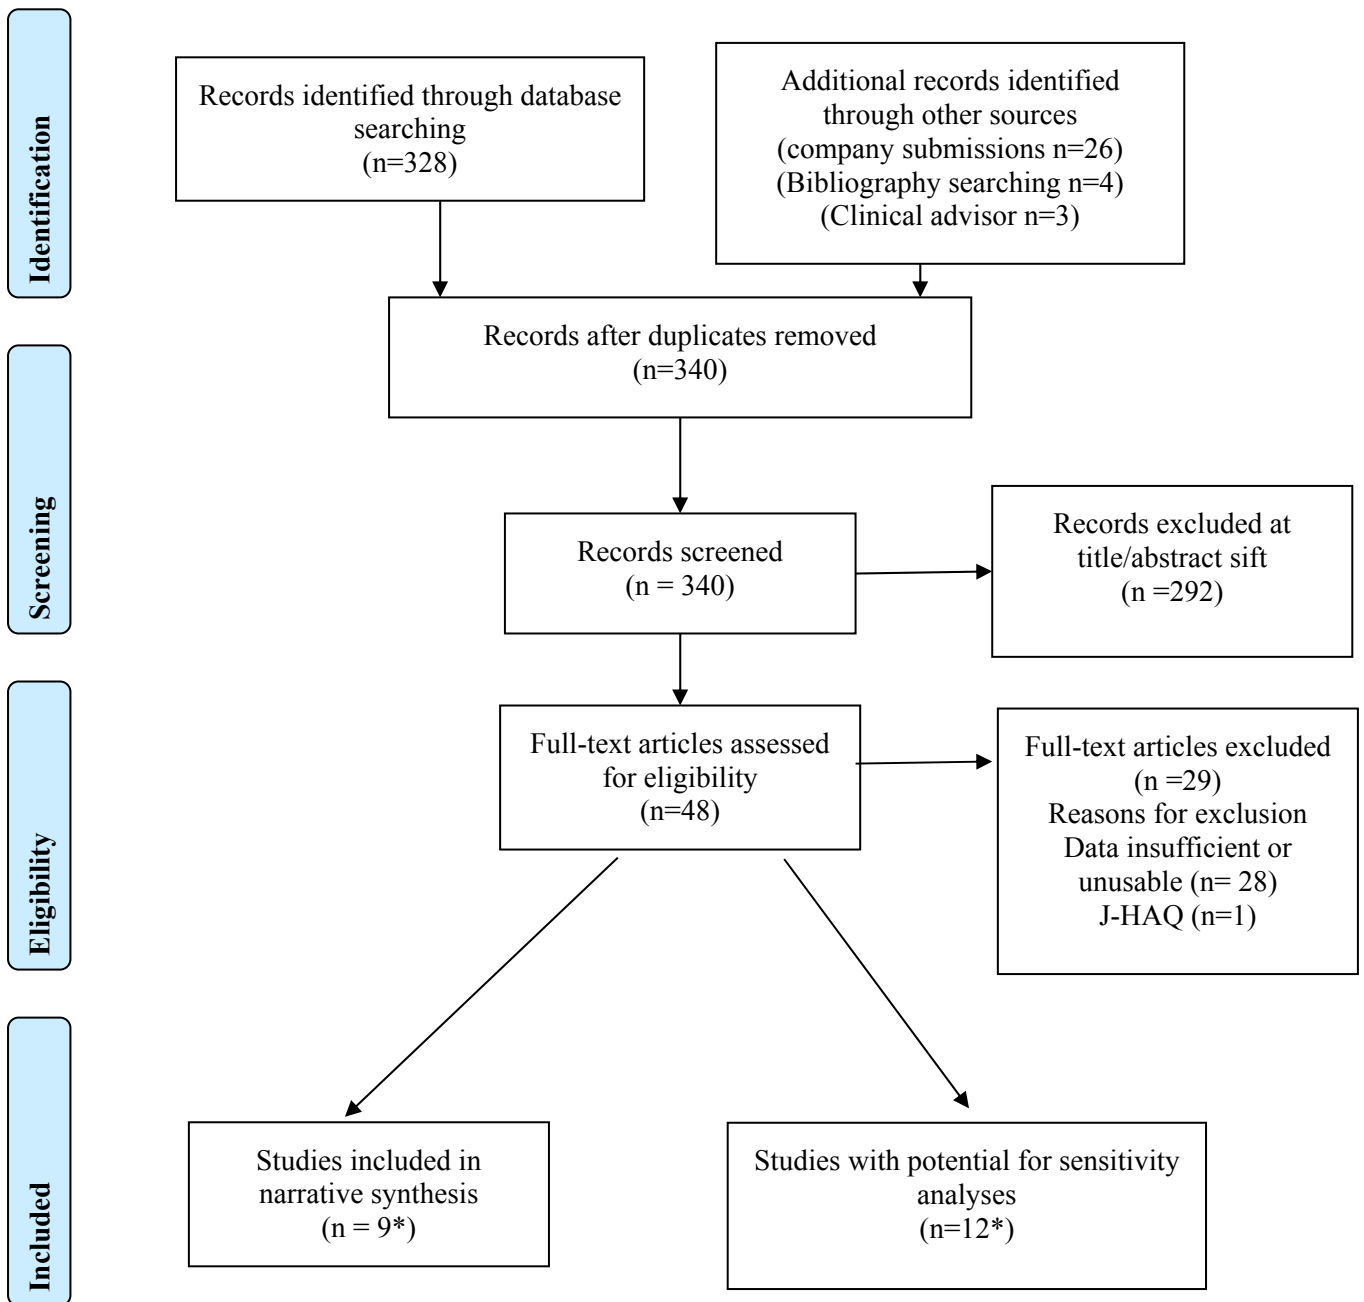 Identification
Records identified through database
searching
(n=328)
Additional records identified
through other sources
(company submissions n=26)
(Bibliography searching n=4)
(Clinical advisor n=3)
Records after duplicates removed
(n=340)
Screening
Records screened
(n = 340)
Records excluded at
title/abstract sift
(n =292)
Eligibility
Full-text articles assessed
for eligibility
(n=48)
Full-text articles excluded
(n =29)
Reasons for exclusion
Data insufficient or
unusable (n= 28)
J-HAQ (n=1)
Included
Studies included in
narrative synthesis
(n = 9*)
Studies with potential for sensitivity
analyses
(n=12*)